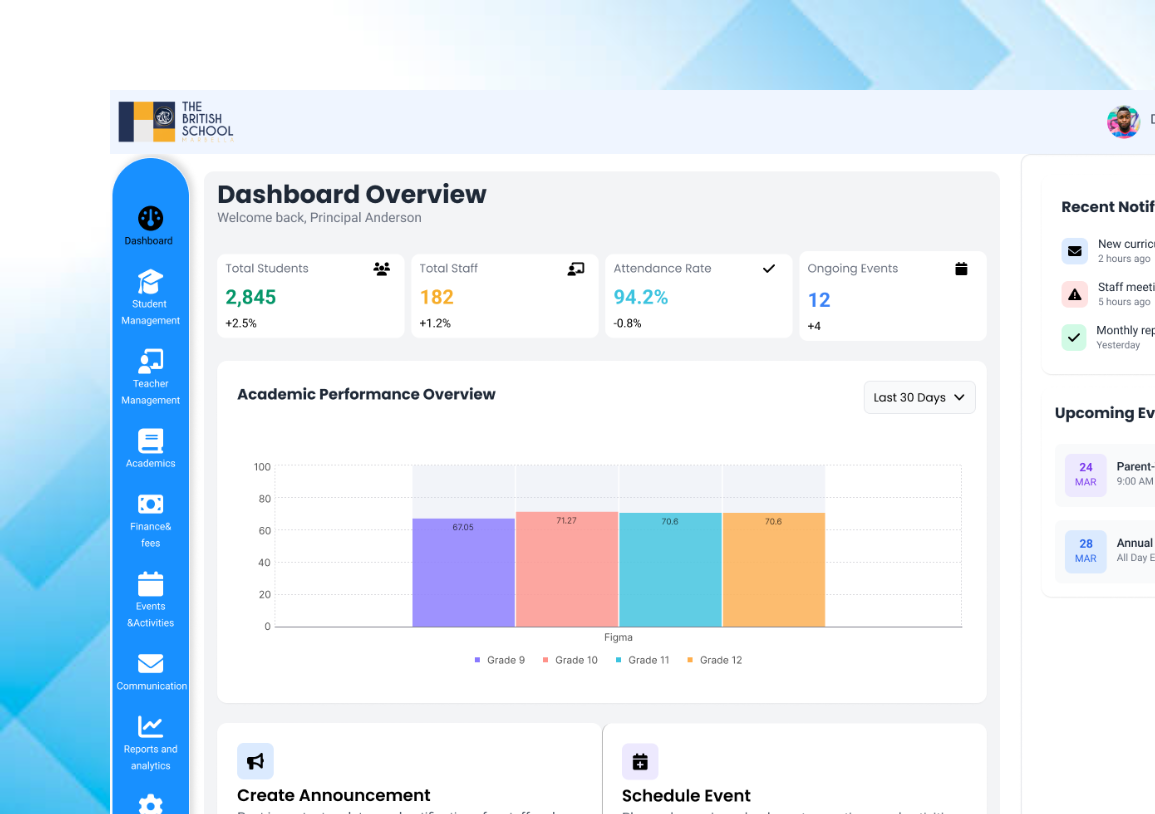 THE
BRITISH
SCHOOL
Dashboard
Student
Management
Teacher
Management
Academics
Finance&
fees
Events
&Activities
Communication
Reports and
analytics
Dashboard Overview
Welcome back, Principal Anderson
Total Students
2,845
+2.5%
Total Staff
182
+1.2%
Attendance Rate
94.2%
-0.8%
Ongoing Events
12
+4
Academic Performance Overview
Last 30 Days
100
80
60
40
20
0
67.05
71.27
70.6
70.6
Figma
Grade 9
Grade 10
Grade 11
Grade 12
Create Announcement
Schedule Event
Recent Notif
New curric
2 hours ago
Staff meeti
5 hours ago
Monthly rep
Yesterday
Upcoming Ev
24
MAR
Parent-
9:00 AM
28
MAR
Annual
All Day E